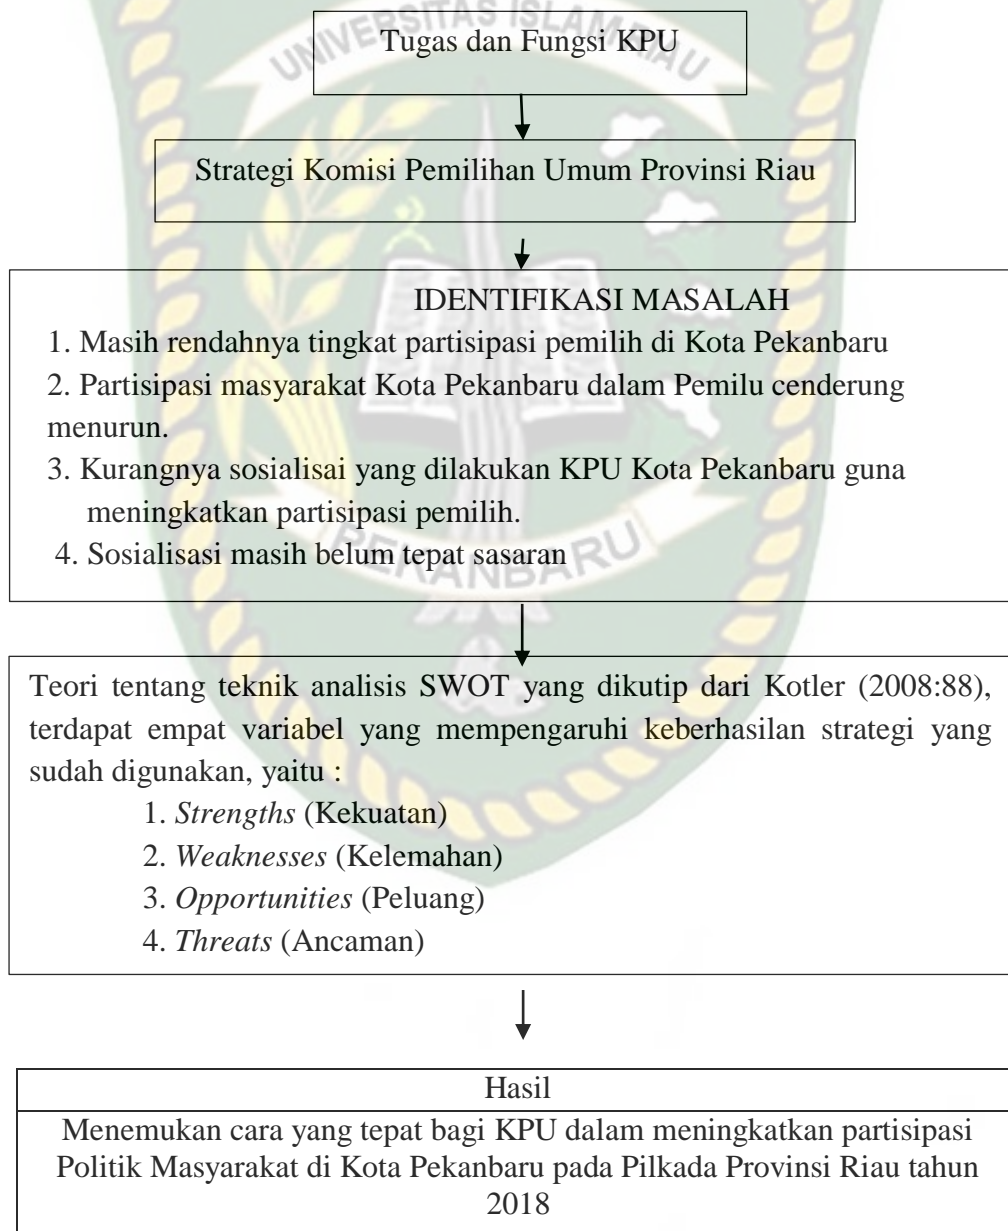 UNIVERSITAS ISLAM RIAU
Tugas dan Fungsi KPU
Strategi Komisi Pemilihan Umum Provinsi Riau
IDENTIFIKASI MASALAH
1. Masih rendahnya tingkat partisipasi pemilih di Kota Pekanbaru
2. Partisipasi masyarakat Kota Pekanbaru dalam Pemilu cenderung
menurun.
3. Kurangnya sosialisai yang dilakukan KPU Kota Pekanbaru guna
meningkatkan partisipasi pemilih.
4. Sosialisasi masih belum tepat sasaran
PEKANBARU
Teori tentang teknik analisis SWOT yang dikutip dari Kotler (2008:88),
terdapat empat variabel yang mempengaruhi keberhasilan strategi yang
sudah digunakan, yaitu :
1. Strengths (Kekuatan)
2. Weaknesses (Kelemahan)
3. Opportunities (Peluang)
4. Threats (Ancaman)
Hasil
Menemukan cara yang tepat bagi KPU dalam meningkatkan partisipasi
Politik Masyarakat di Kota Pekanbaru pada Pilkada Provinsi Riau tahun
2018